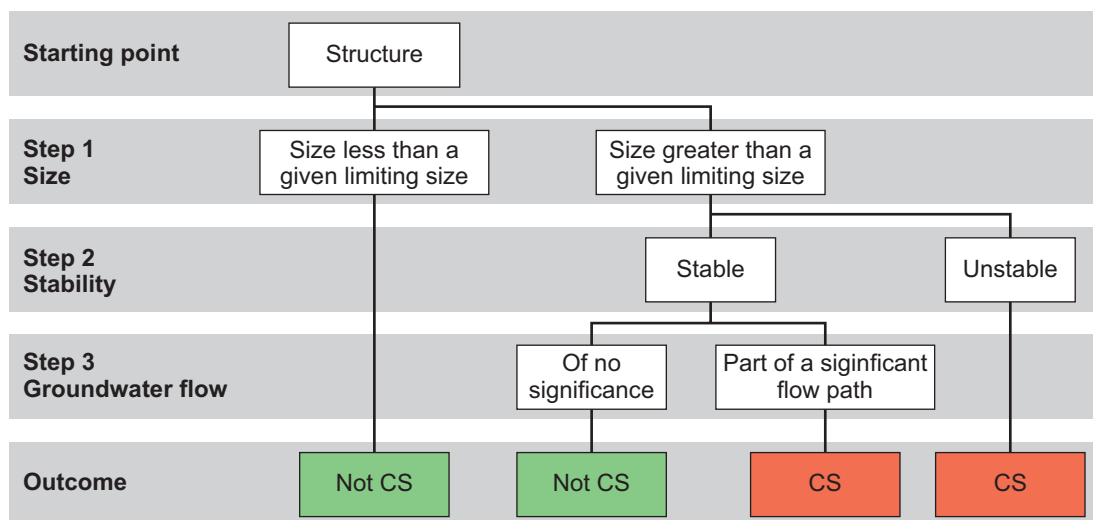 Starting point
Structure
Step 1
Size
Size less than a
given limiting size
Size greater than a
given limiting size
Step 2
Stability
Stable
Unstable
Step 3
Groundwater flow
Of no
significance
Part of a siginficant
flow path
Outcome
Not CS
Not CS
CS
CS